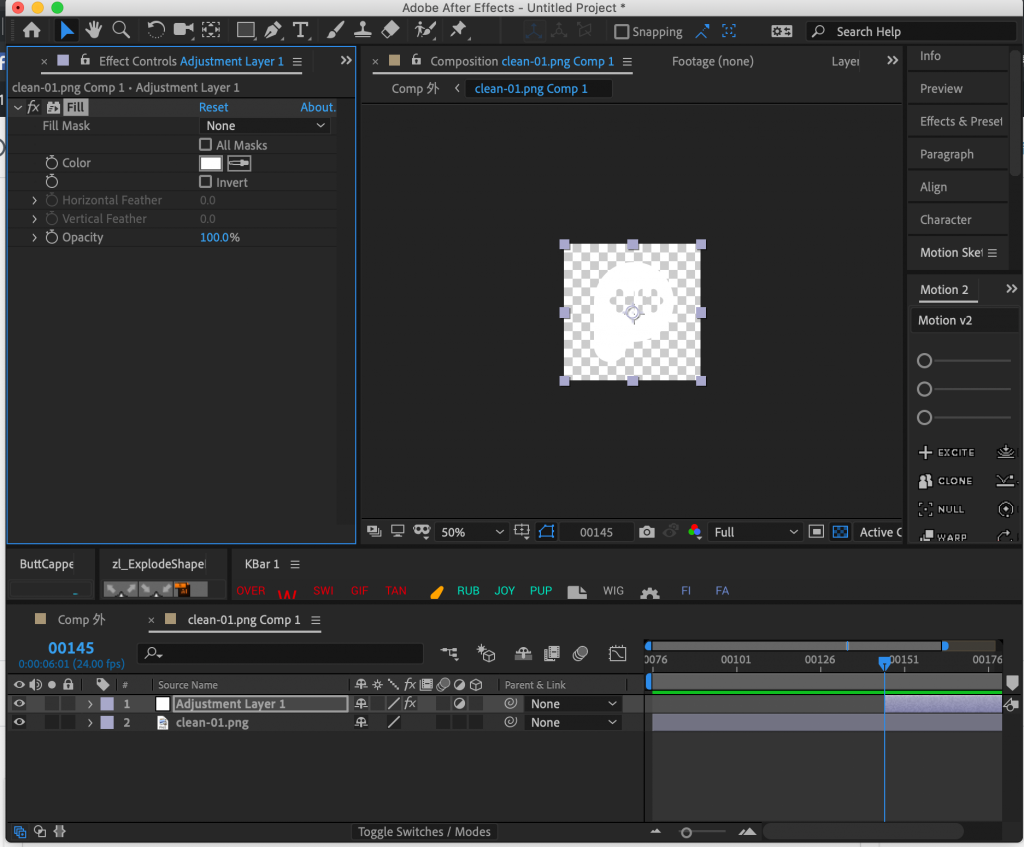 Adobe After Effects - Untitled Project *
Snapping
Search Help
× Effect Controls Adjustment Layer 1
clean-01.png Comp 1 • Adjustment Layer 1
fx Fill Reset About.
Fill Mask None
All Masks
Color
Invert
Horizontal Feather 0.0
Vertical Feather 0.0
Opacity 100.0%
× Composition clean-01.png Comp 1
Footage (none)
Layer
Comp 外
clean-01.png Comp 1
50%
00145
Full
Active C
Info
Preview
Effects & Preset
Paragraph
Align
Character
Motion Sket
Motion 2
Motion v2
EXCITE
CLONE
NULL
WARP
ButtCappe
zl_ExplodeShape
KBar 1
OVER
SWI
GIF
TAN
RUB
JOY
PUP
WIG
FI
FA
Comp 外
× clean-01.png Comp 1
00145
0:00:06:01 (24.00 fps)
0076 00101 00126 00151 00176
# Source Name fx Parent & Link
1 Adjustment Layer 1 fx None
2 clean-01.png None
Toggle Switches / Modes